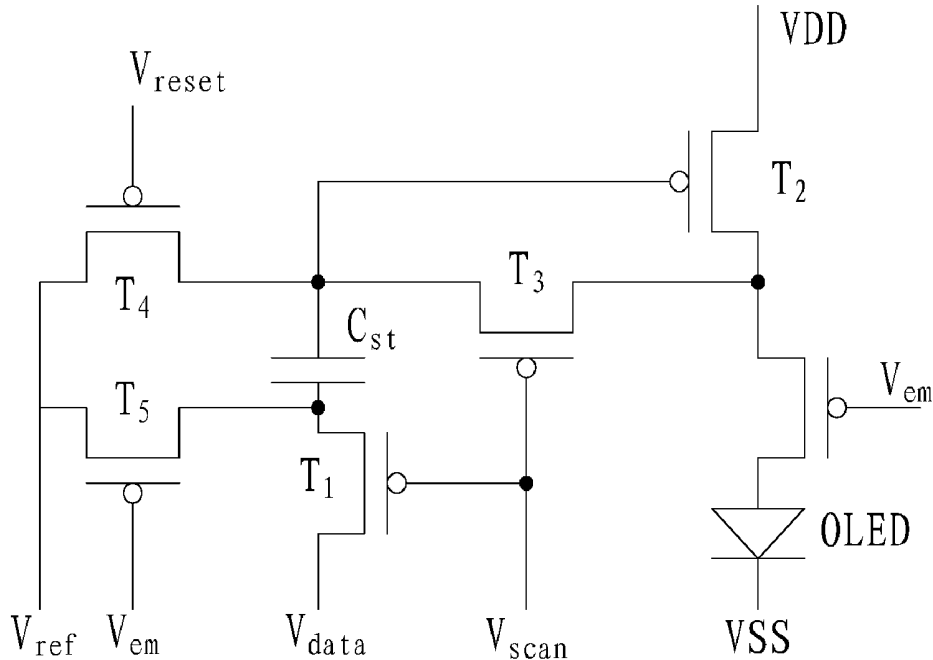 VDD
Vreset
T2
T4
T3
Cst
T5
Vem
T1
OLED
Vref
Vem
Vdata
Vscan
VSS